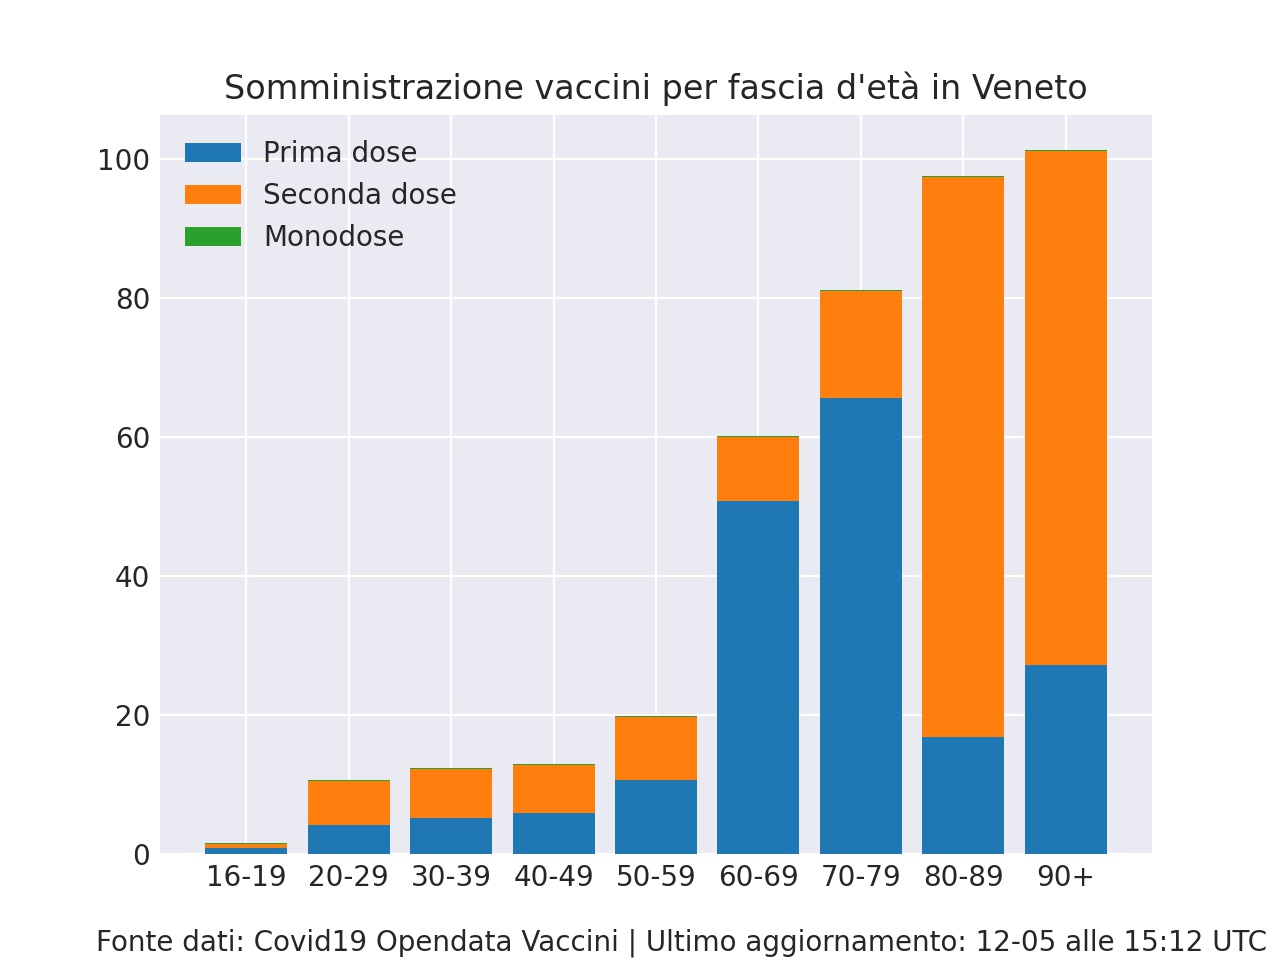 Somministrazione vaccini per fascia d'età in Veneto
Prima dose
Seconda dose
Monodose
100
80
60
40
20
0
16-19 20-29 30-39 40-49 50-59 60-69 70-79 80-89 90+
Fonte dati: Covid19 Opendata Vaccini | Ultimo aggiornamento: 12-05 alle 15:12 UTC